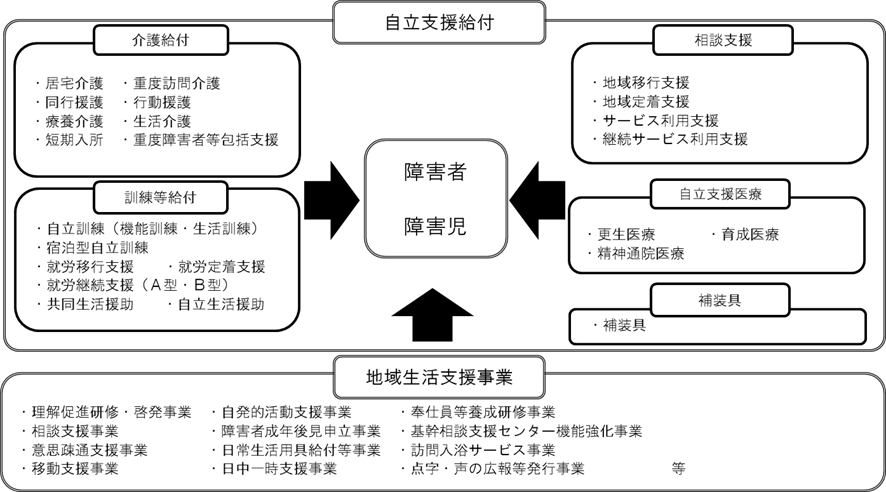 自立支援給付
介護給付
・居宅介護　・重度訪問介護
・同行援護　・行動援護
・療養介護　・生活介護
・短期入所　・重度障害者等包括支援
訓練等給付
・自立訓練（機能訓練・生活訓練）
・宿泊型自立訓練
・就労移行支援　・就労定着支援
・就労継続支援（Ａ型・Ｂ型）
・共同生活援助　・自立生活援助
障害者
障害児
相談支援
・地域移行支援
・地域定着支援
・サービス利用支援
・継続サービス利用支援
自立支援医療
・更生医療　・育成医療
・精神通院医療
補装具
・補装具
地域生活支援事業
・理解促進研修・啓発事業　・自発的活動支援事業　・奉仕員等養成研修事業
・相談支援事業　・障害者成年後見申立事業　・基幹相談支援センター機能強化事業
・意思疎通支援事業　・日常生活用具給付等事業　・訪問入浴サービス事業
・移動支援事業　・日中一時支援事業　・点字・声の広報等発行事業　等